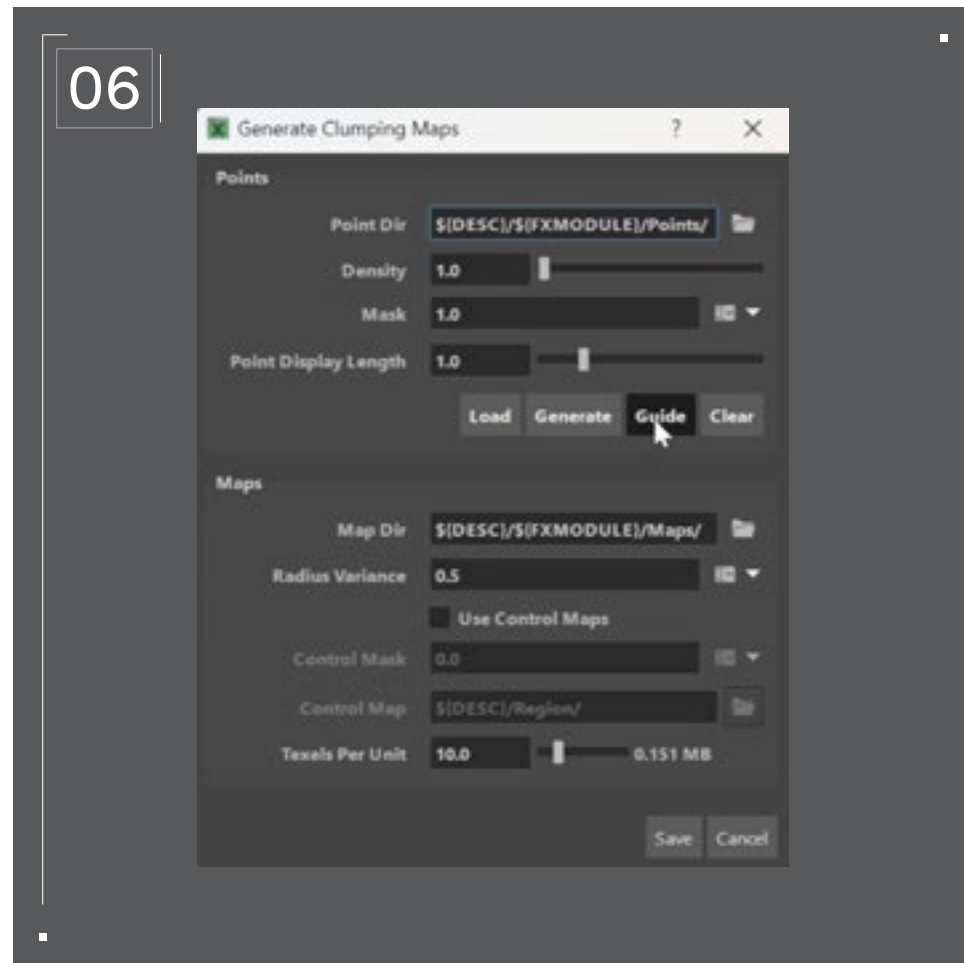 06
Generate Clumping Maps ?
Points
Point Dir ${DESC}/${FXMODULE}/Points/
Density 1.0
Mask 1.0
Point Display Length 1.0
Load Generate Guide Clear
Maps
Map Dir ${DESC}/${FXMODULE}/Maps/
Radius Variance 0.5
Use Control Maps
Control Mask 0.0
Control Map ${DESC}/Region/
Texels Per Unit 10.0 0.151 MB
Save Cancel